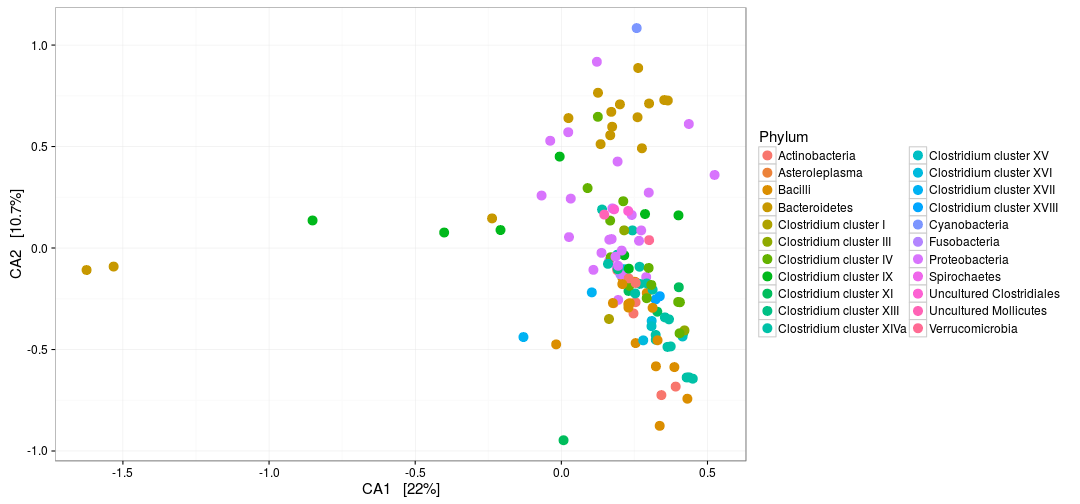 1.0
0.5
0.0
-0.5
-1.0
CA2 [10.7%]
-1.5
-1.0
-0.5
0.0
0.5
CA1 [22%]
Phylum
Actinobacteria
Asteroleplasma
Bacilli
Bacteroidetes
Clostridium cluster I
Clostridium cluster III
Clostridium cluster IV
Clostridium cluster IX
Clostridium cluster XI
Clostridium cluster XIII
Clostridium cluster XIVa
Clostridium cluster XV
Clostridium cluster XVI
Clostridium cluster XVII
Clostridium cluster XVIII
Cyanobacteria
Fusobacteria
Proteobacteria
Spirochaetes
Uncultured Clostridiales
Uncultured Mollicutes
Verrucomicrobia